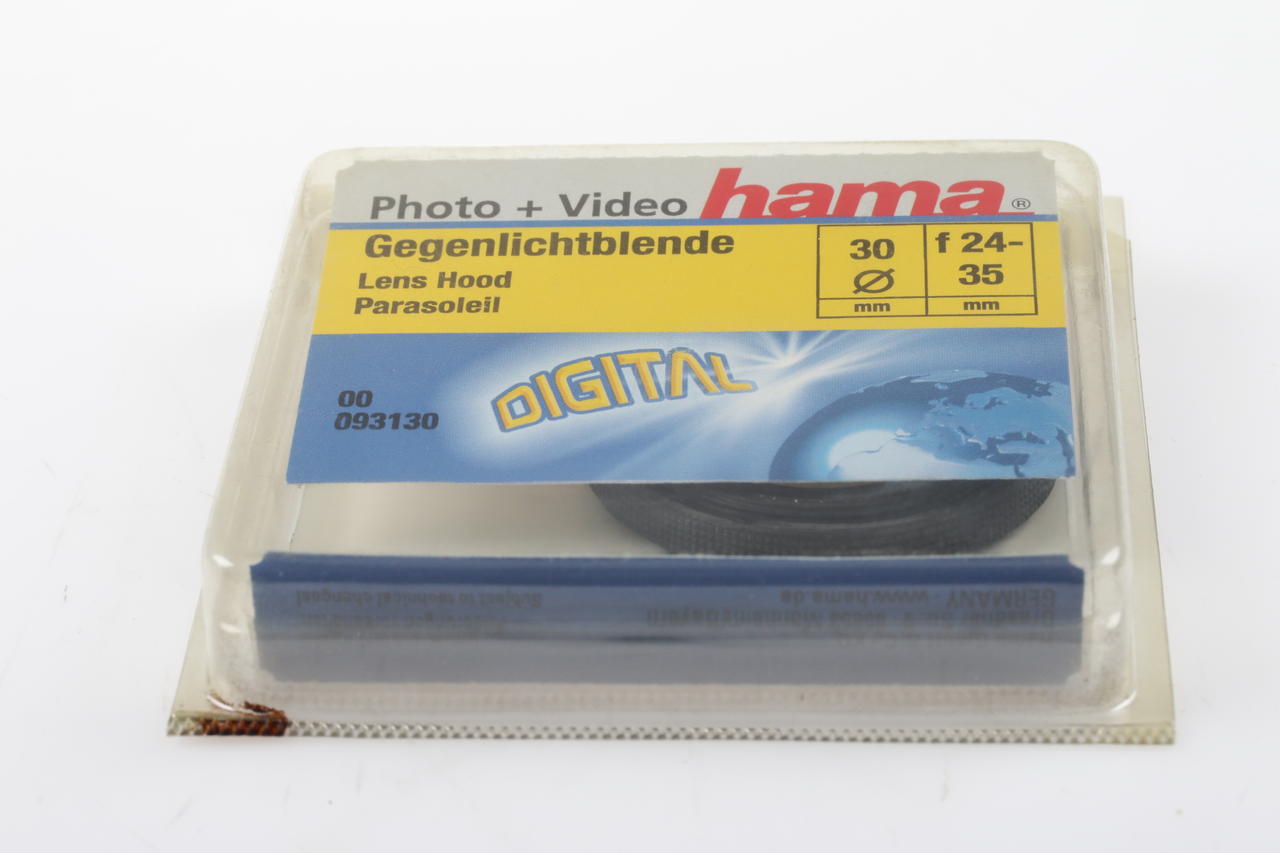 Photo + Video hama®
Gegenlichtblende
Lens Hood
Parasoleil
30
Ø
mm
f 24-
35
mm
DIGITAL
00
093130
Subject to technical changes!
GERMANY · www.hama.de